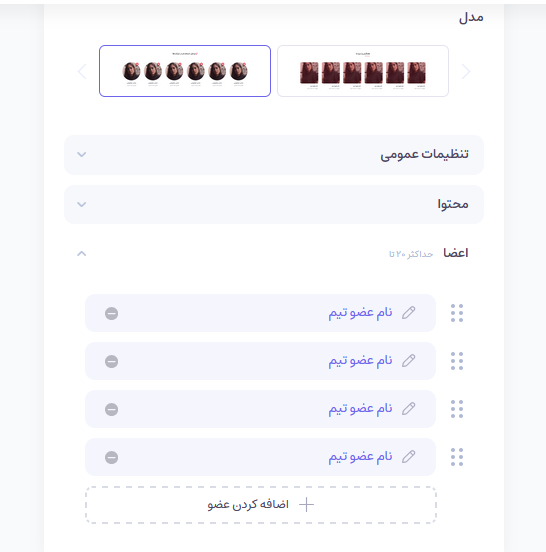 مدل
تنظیمات عمومی
محتوا
اعضا حداکثر ۲۰ تا
نام عضو تیم
نام عضو تیم
نام عضو تیم
نام عضو تیم
اضافه کردن عضو